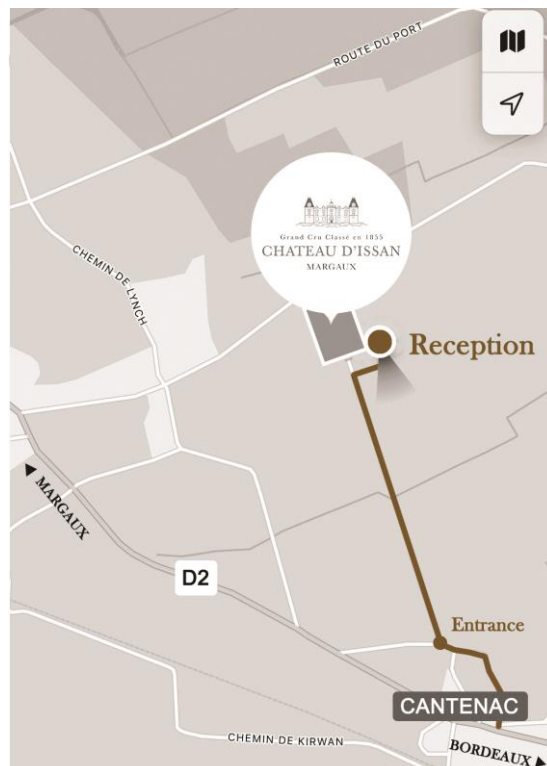 ROUTE DU PORT
Grand Cru Classé en 1855
CHATEAU D'ISSAN
MARGAUX
CHEMIN DE LYNCH
Reception
MARGAUX
D2
Entrance
CANTENAC
CHEMIN DE KIRWAN
BORDEAUX